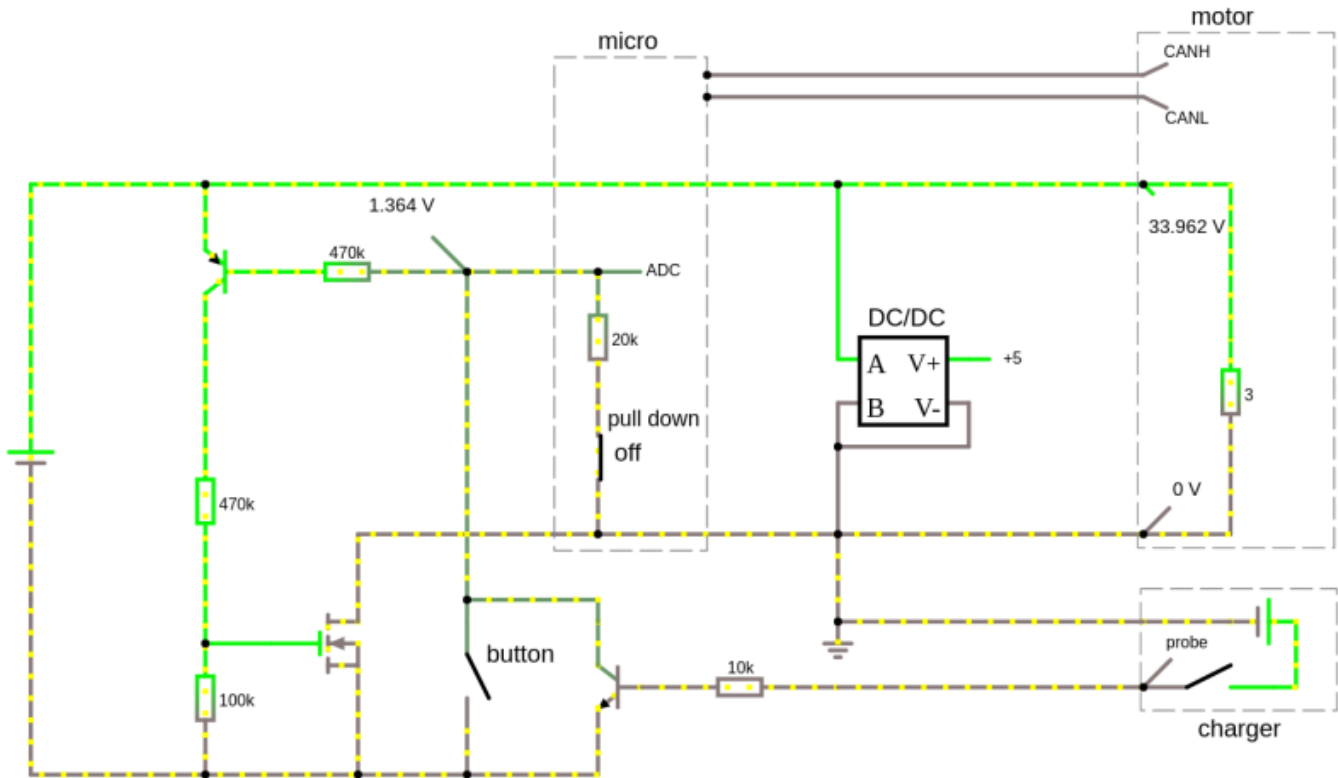 motor
micro
CANH
CANL
1.364 V
33.962 V
470k
ADC
DC/DC
20k
A V+
+5
3
B V-
pull down
off
470k
0 V
button
probe
10k
100k
charger